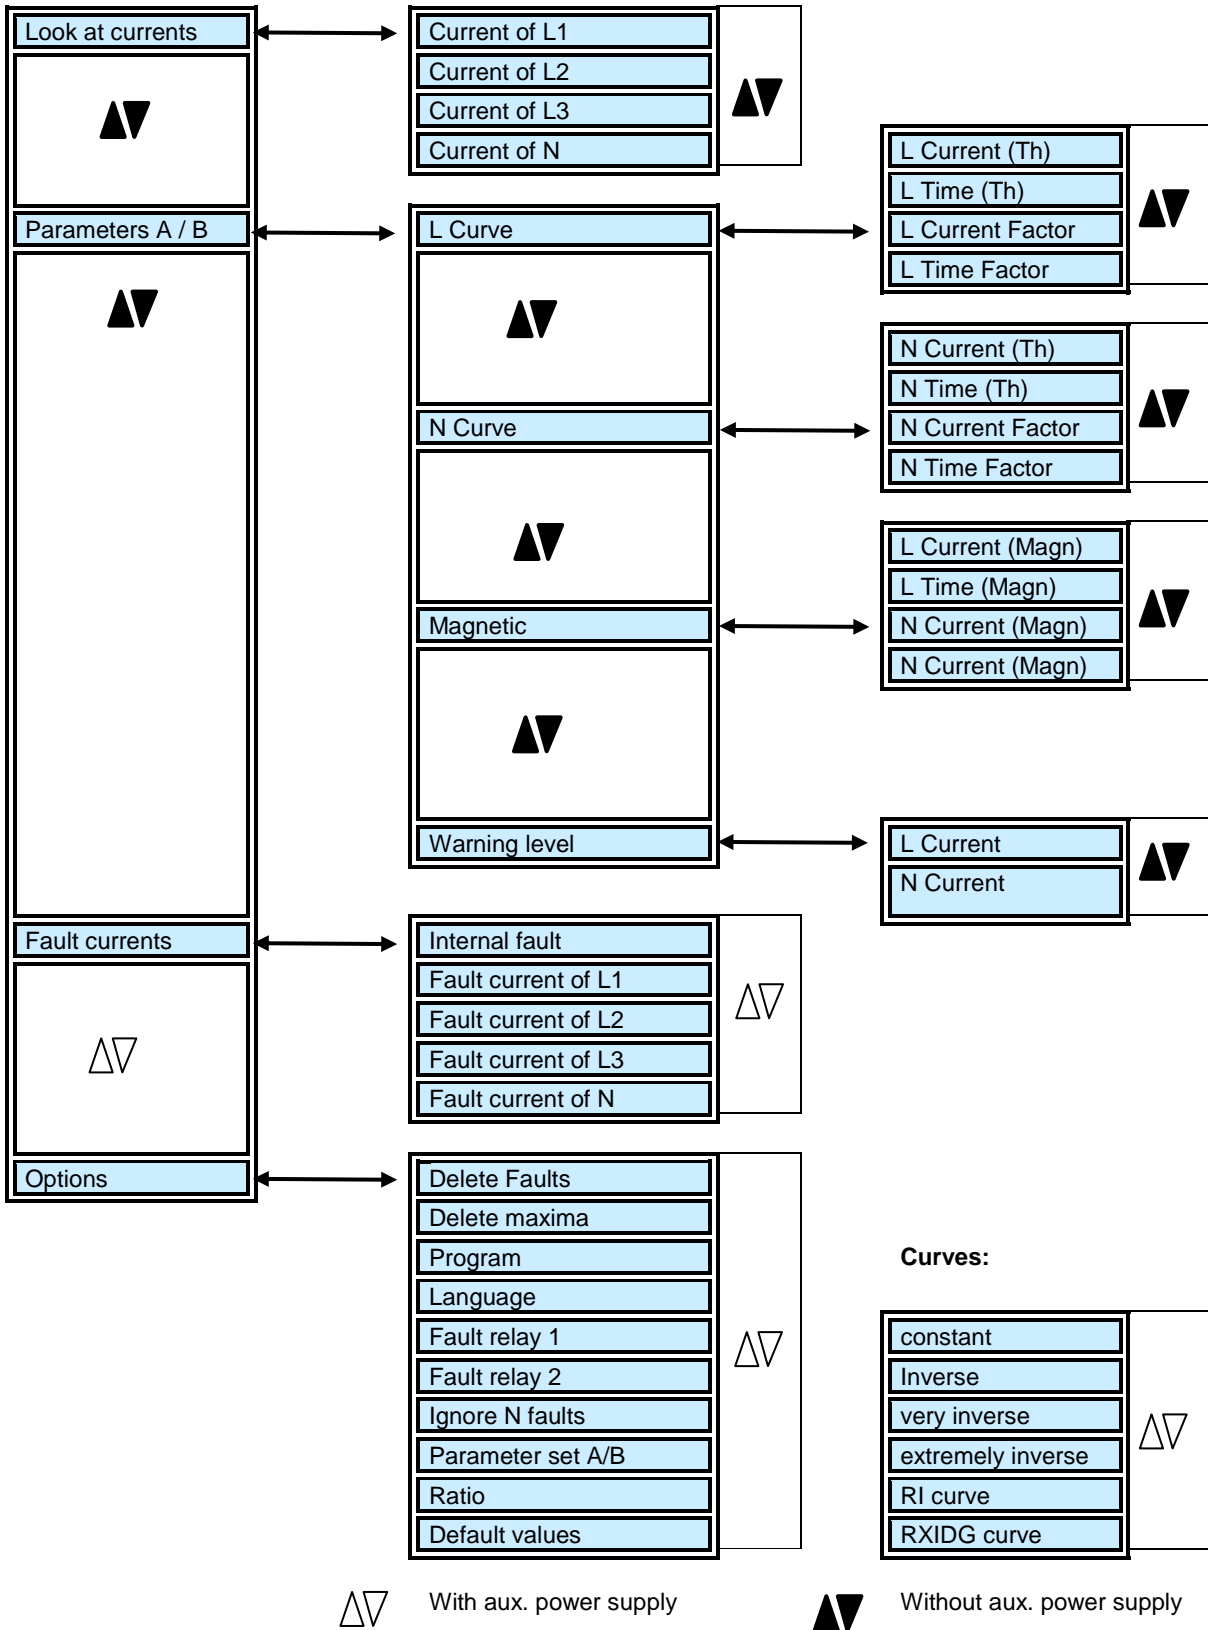 Look at currents
Parameters A / B
Fault currents
Options
Current of L1
Current of L2
Current of L3
Current of N
L Curve
N Curve
Magnetic
Warning level
Internal fault
Fault current of L1
Fault current of L2
Fault current of L3
Fault current of N
Delete Faults
Delete maxima
Program
Language
Fault relay 1
Fault relay 2
Ignore N faults
Parameter set A/B
Ratio
Default values
L Current (Th)
L Time (Th)
L Current Factor
L Time Factor
N Current (Th)
N Time (Th)
N Current Factor
N Time Factor
L Current (Magn)
L Time (Magn)
N Current (Magn)
N Current (Magn)
L Current
N Current
Curves:
constant
Inverse
very inverse
extremely inverse
RI curve
RXIDG curve
With aux. power supply
Without aux. power supply